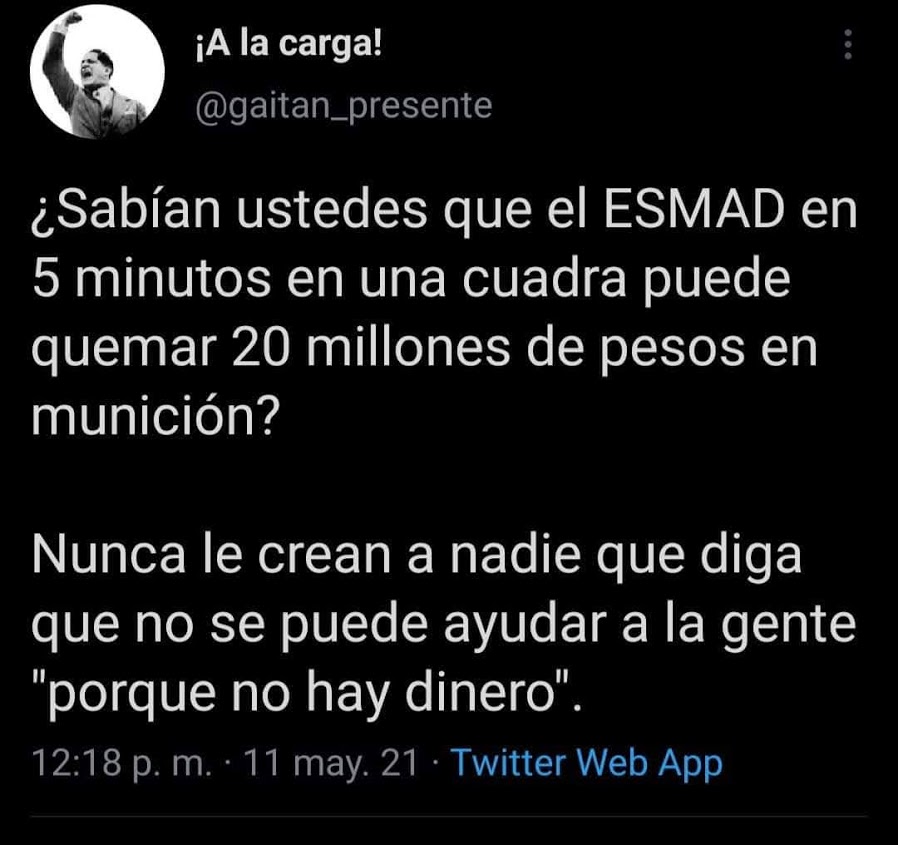 ¡A la carga!
@gaitan_presente
¿Sabían ustedes que el ESMAD en
5 minutos en una cuadra puede
quemar 20 millones de pesos en
munición?
Nunca le crean a nadie que diga
que no se puede ayudar a la gente
"porque no hay dinero".
12:18 p. m. · 11 may. 21 · Twitter Web App